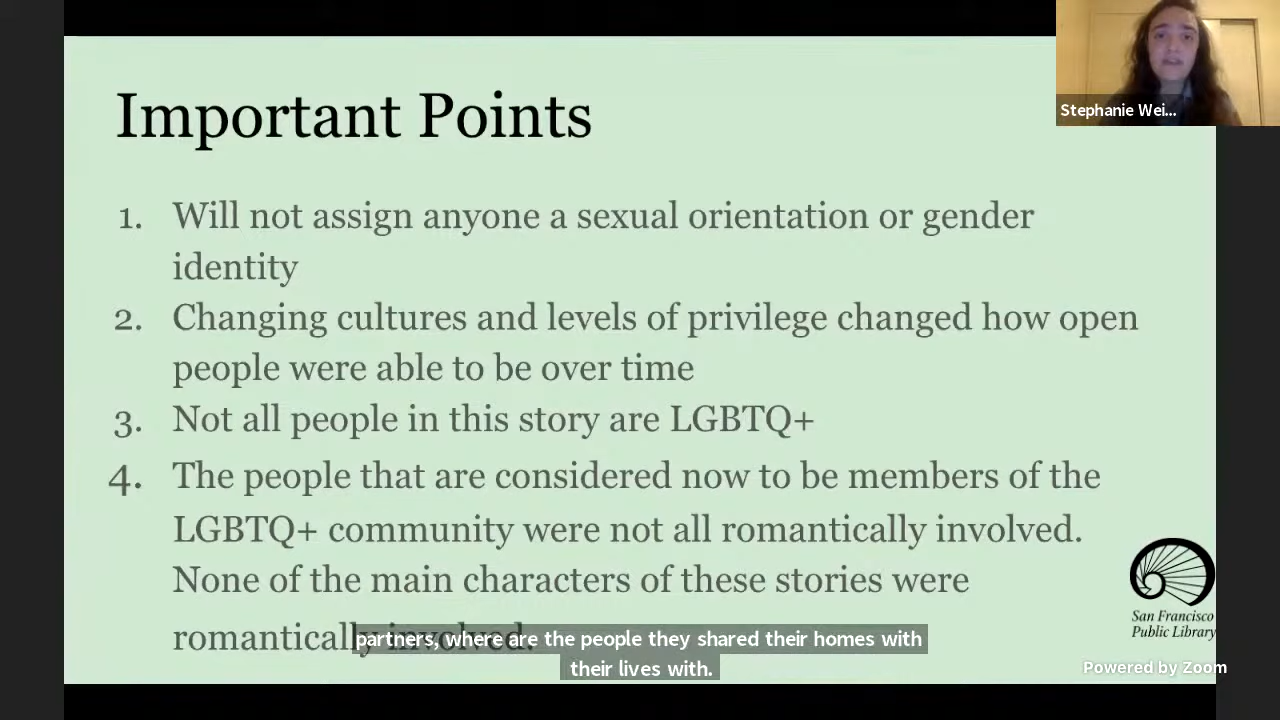 Important Points
Stephanie Wei...
1. Will not assign anyone a sexual orientation or gender
identity
2. Changing cultures and levels of privilege changed how open
people were able to be over time
3. Not all people in this story are LGBTQ+
4. The people that are considered now to be members of the
LGBTQ+ community were not all romantically involved.
None of the main characters of these stories were
romantically involved.
San Francisco
Public Library
partners, where are the people they shared their homes with
their lives with.
Powered by Zoom